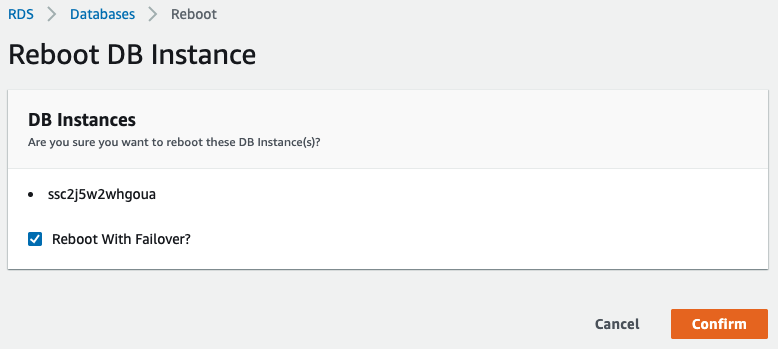 RDS > Databases > Reboot
Reboot DB Instance
DB Instances
Are you sure you want to reboot these DB Instance(s)?
• ssc2j5w2whgoua
Reboot With Failover?
Cancel Confirm